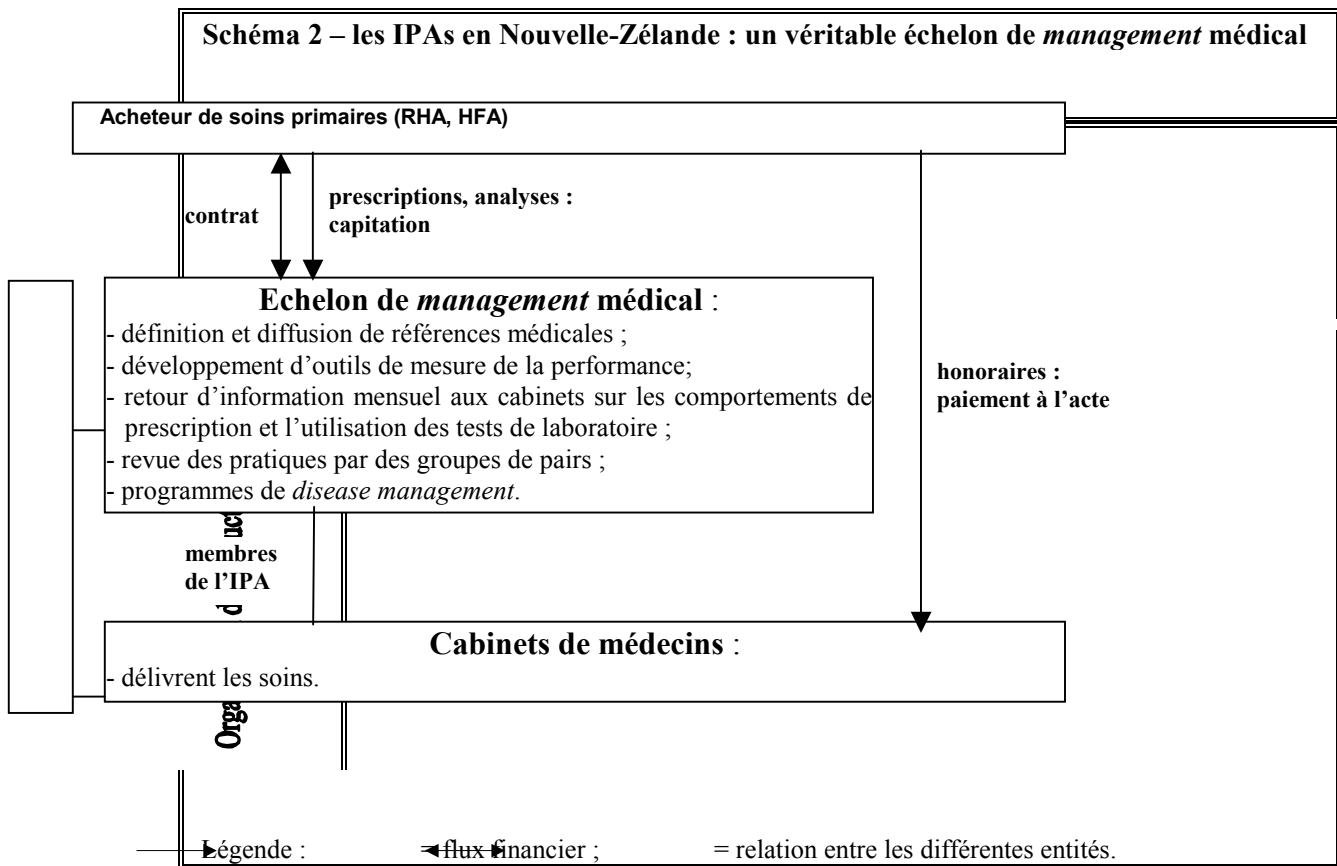 Schéma 2 – les IPAs en Nouvelle-Zélande : un véritable échelon de management médical
Acheteur de soins primaires (RHA, HFA)
contrat
prescriptions, analyses :
capitation
Echelon de management médical :
- définition et diffusion de références médicales ;
- développement d’outils de mesure de la performance;
- retour d’information mensuel aux cabinets sur les comportements de
prescription et l’utilisation des tests de laboratoire ;
- revue des pratiques par des groupes de pairs ;
- programmes de disease management.
honoraires :
paiement à l’acte
membres
de l’IPA
Cabinets de médecins :
- délivrent les soins.
Légende : = flux financier ; = relation entre les différentes entités.